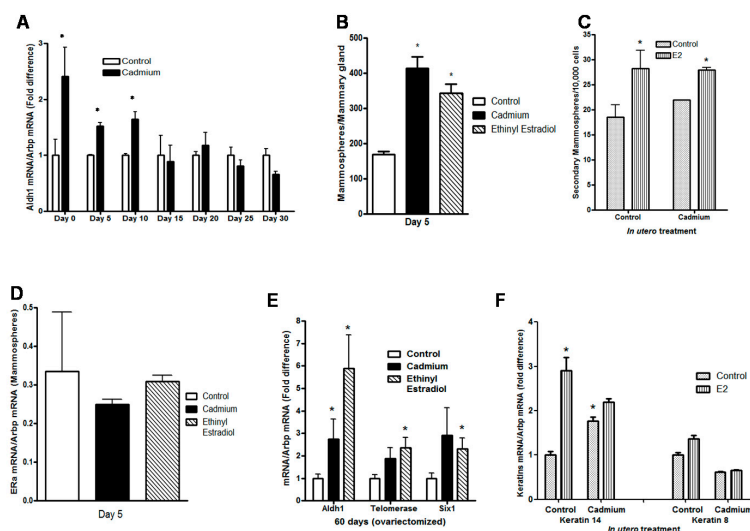 A
Aldh1 mRNA/Arbp mRNA (Fold difference)
3
2
1
0
Control
Cadmium
*
*
*
Day 0 Day 5 Day 10 Day 15 Day 20 Day 25 Day 30
B
Mammospheres/Mammary gland
500
400
300
200
100
0
*
*
Control
Cadmium
Ethinyl Estradiol
Day 5
C
Secondary Mammospheres/10,000 cells
35
30
25
20
15
10
5
0
Control
E2
*
*
Control Cadmium
In utero treatment
D
ERa mRNA/Arbp mRNA (Mammospheres)
0.5
0.4
0.3
0.2
0.1
0.0
Control
Cadmium
Ethinyl
Estradiol
Day 5
E
mRNA/Arbp mRNA (Fold difference)
8
7
6
5
4
3
2
1
0
Control
Cadmium
Ethinyl
Estradiol
*
*
*
*
Aldh1 Telomerase Six1
60 days (ovariectomized)
F
Keratins mRNA/Arbp mRNA (fold difference)
4
3
2
1
0
Control
E2
*
*
Control Cadmium Control Cadmium
Keratin 14 Keratin 8
In utero treatment